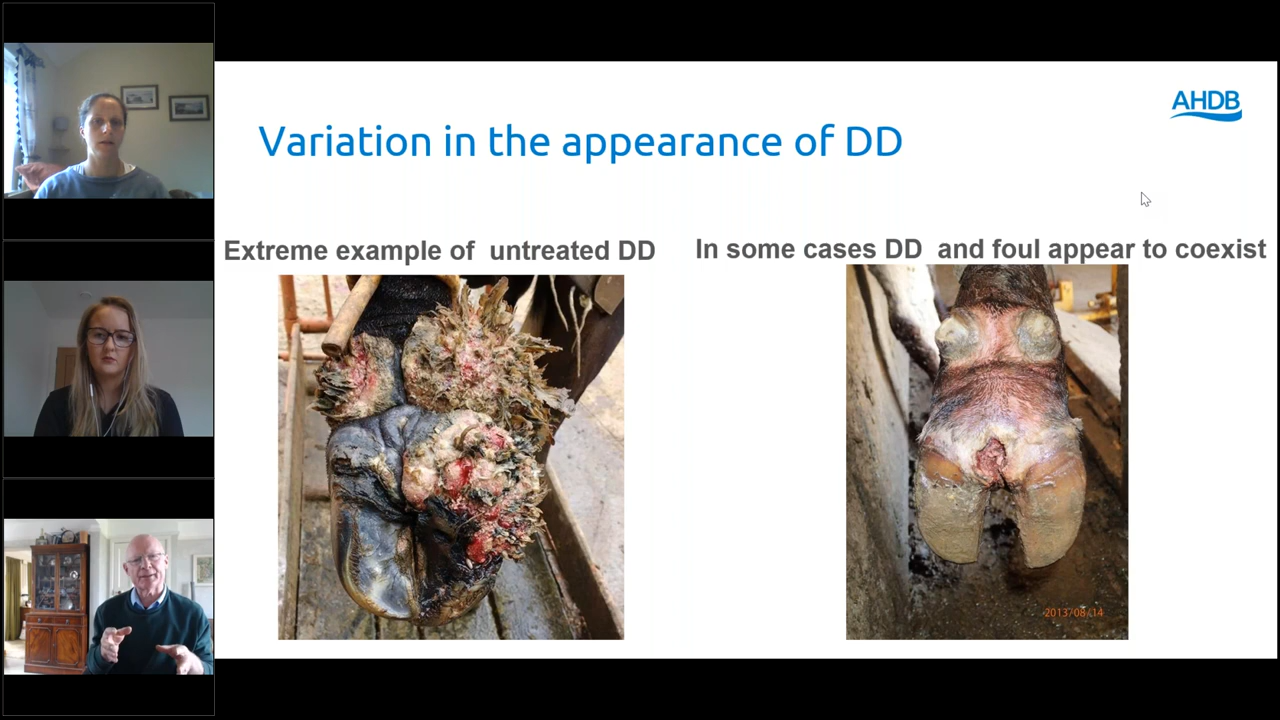 AHDB
Variation in the appearance of DD
Extreme example of  untreated DD
In some cases DD  and foul appear to coexist
2013/08/14